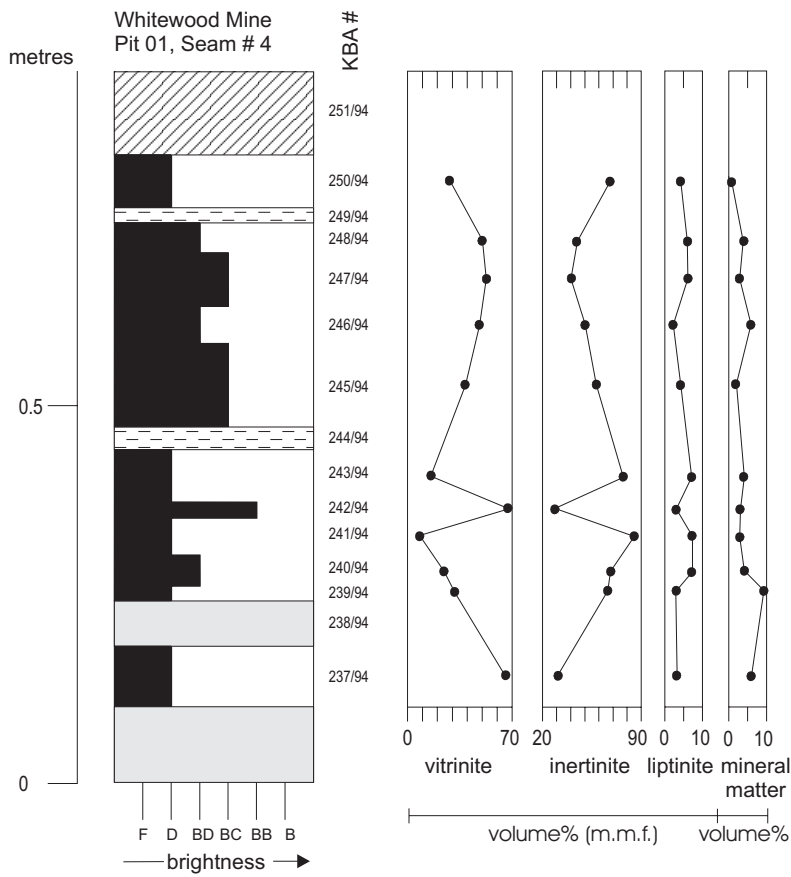 Whitewood Mine
Pit 01, Seam # 4
KBA #
metres
251/94
250/94
249/94
248/94
247/94
246/94
245/94
0.5
244/94
243/94
242/94
241/94
240/94
239/94
238/94
237/94
0
0 70 20 90 0 10 0 10
vitrinite inertinite liptinite mineral
matter
F D BD BC BB B
brightness
volume% (m.m.f.) volume%